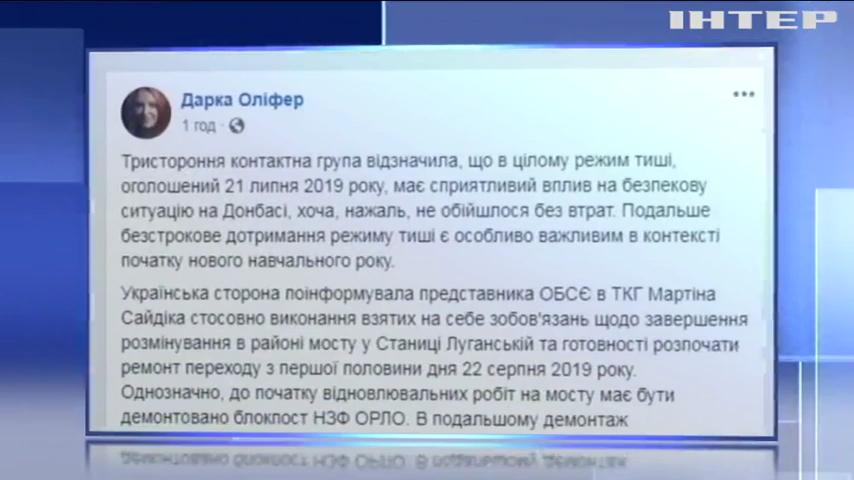 ІНТЕР
Дарка Оліфер
1 год ·
Тристороння контактна група відзначила, що в цілому режим тиші,
оголошений 21 липня 2019 року, має сприятливий вплив на безпекову
ситуацію на Донбасі, хоча, нажаль, не обійшлося без втрат. Подальше
безстрокове дотримання режиму тиші є особливо важливим в контексті
початку нового навчального року.
Українська сторона поінформувала представника ОБСЄ в ТКГ Мартіна
Сайдіка стосовно виконання взятих на себе зобов'язань щодо завершення
розмінування в районі мосту у Станиці Луганській та готовності розпочати
ремонт переходу з першої половини дня 22 серпня 2019 року.
Однозначно, до початку відновлювальних робіт на мосту має бути
демонтовано блокпост НЗФ ОРЛО. В подальшому демонтаж